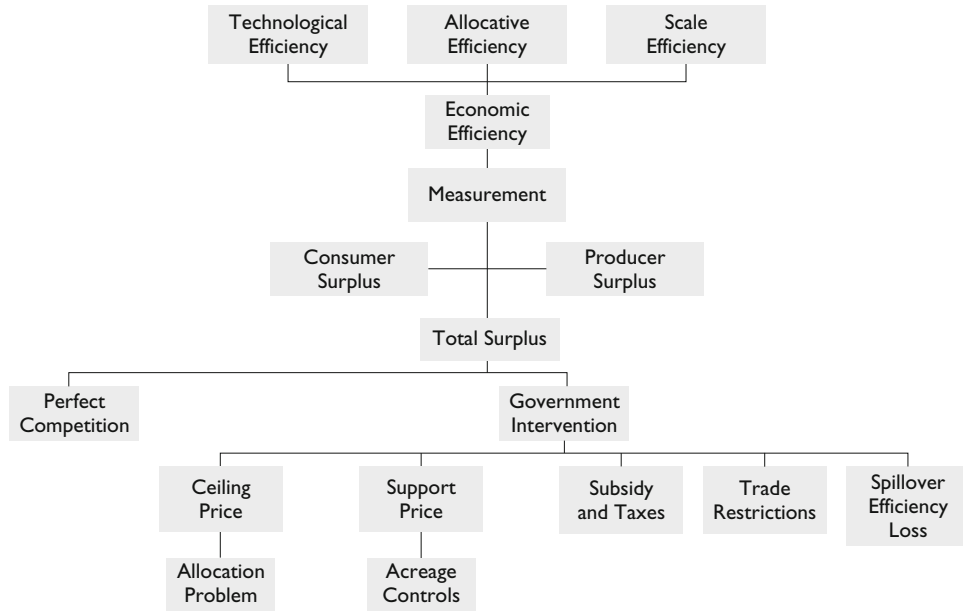 Technological
Efficiency
Allocative
Efficiency
Scale
Efficiency
Economic
Efficiency
Measurement
Consumer
Surplus
Producer
Surplus
Total Surplus
Perfect
Competition
Government
Intervention
Ceiling
Price
Support
Price
Subsidy
and Taxes
Trade
Restrictions
Spillover
Efficiency
Loss
Allocation
Problem
Acreage
Controls